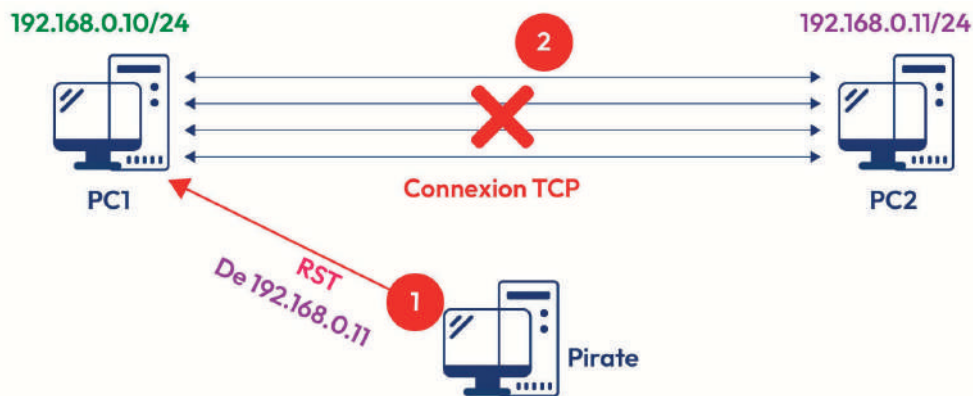 192.168.0.10/24
192.168.0.11/24
2
Connexion TCP
PC1
PC2
RST
De 192.168.0.11
1
Pirate